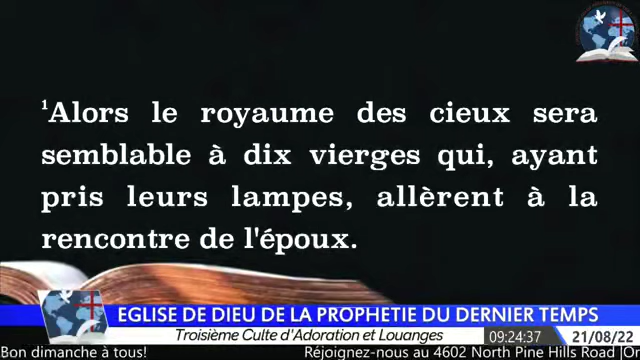 ¹Alors le royaume des cieux sera
semblable à dix vierges qui, ayant
pris leurs lampes, allèrent à la
rencontre de l'époux.
EGLISE DE DIEU DE LA PROPHETIE DU DERNIER TEMPS
Troisième Culte d'Adoration et Louanges
09:24:37
21/08/22
Bon dimanche à tous!
Réjoignez-nous au 4602 North Pine Hills Road